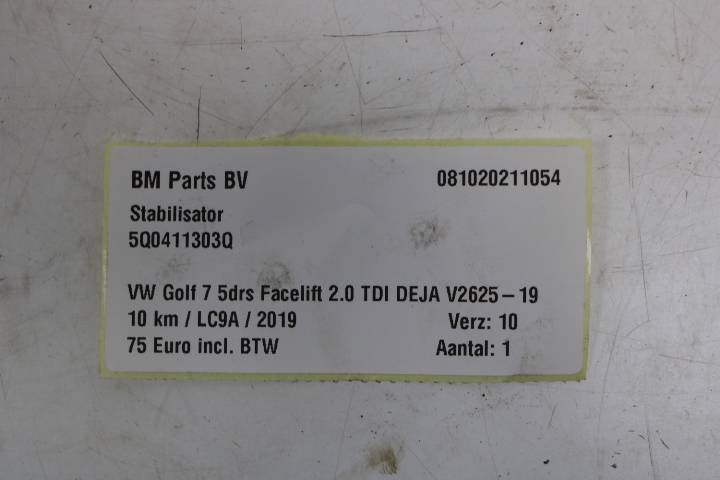 BM Parts BV 081020211054
Stabilisator
5Q0411303Q
VW Golf 7 5drs Facelift 2.0 TDI DEJA V2625-19
10 km / LC9A / 2019 Verz: 10
75 Euro incl. BTW Aantal: 1